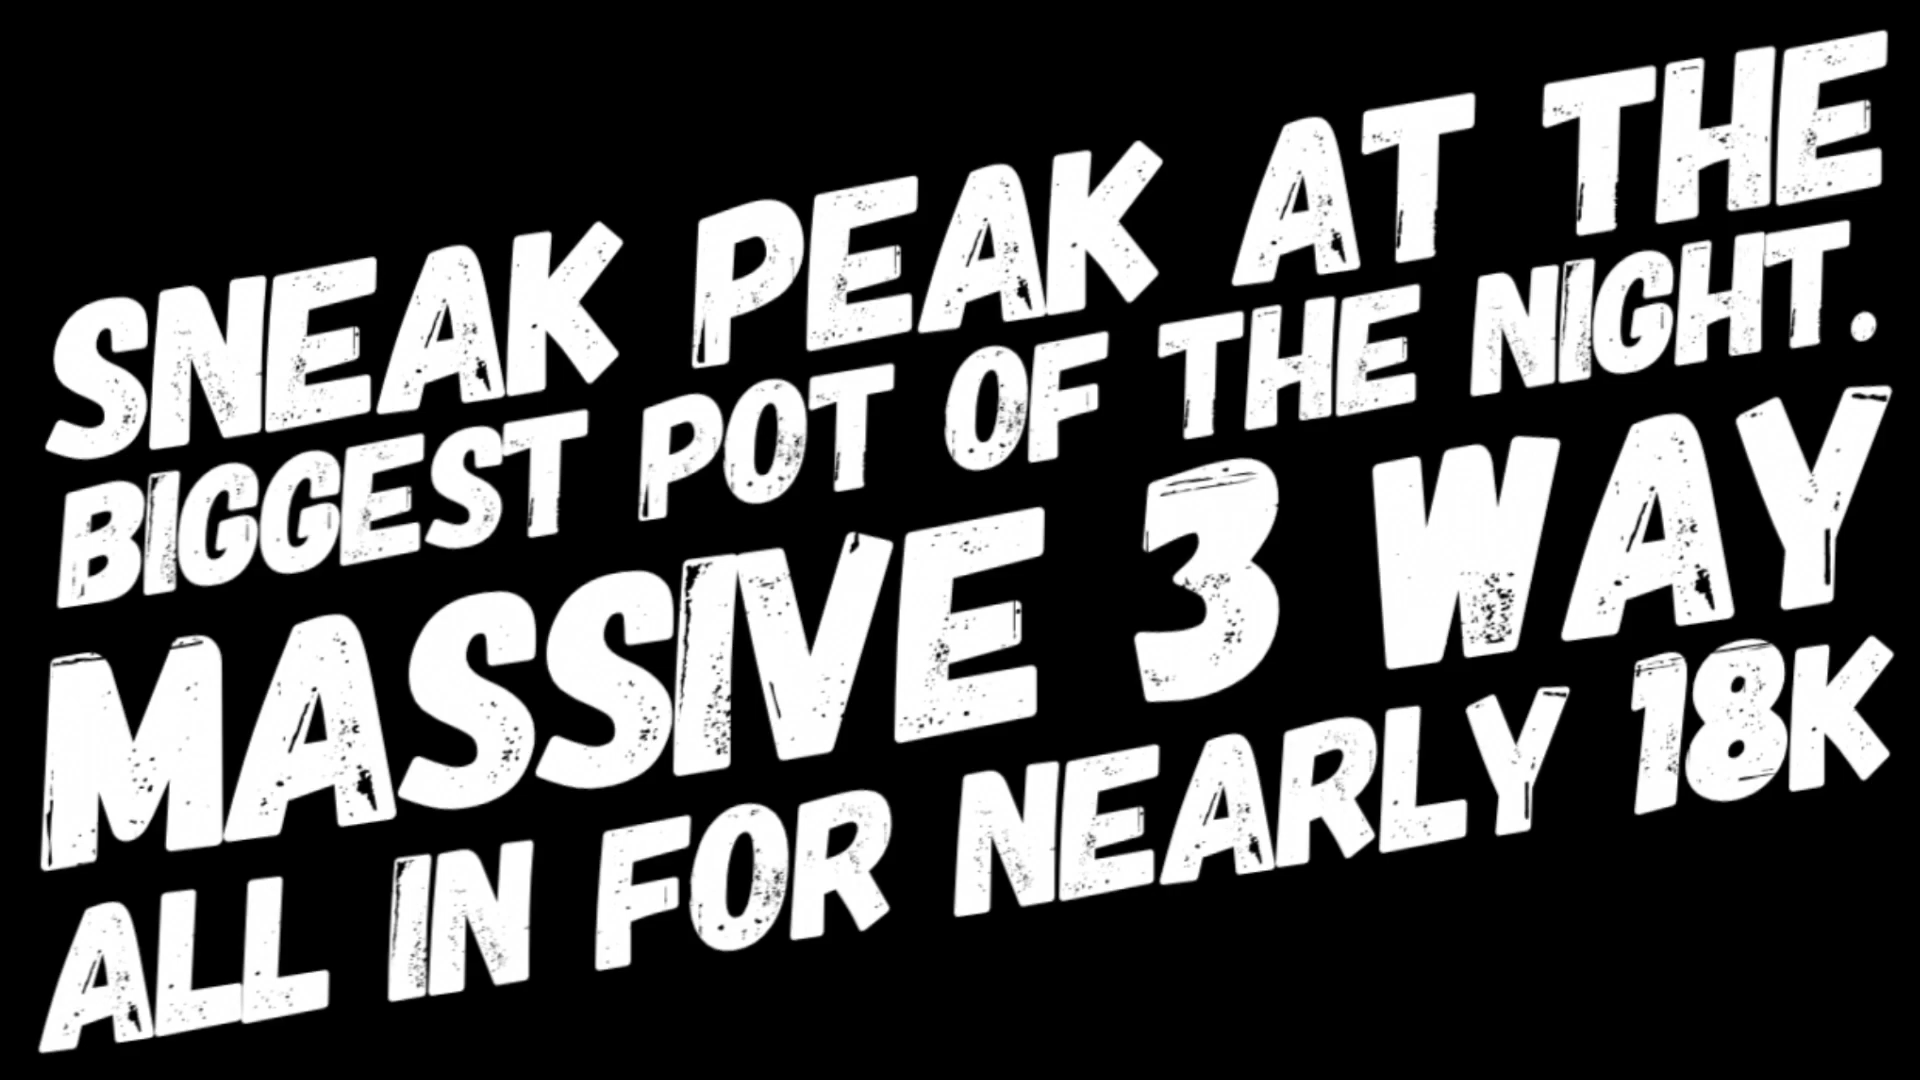 SNEAK PEAK AT THE
BIGGEST POT OF THE NIGHT.
MASSIVE 3 WAY
ALL IN FOR NEARLY 18K